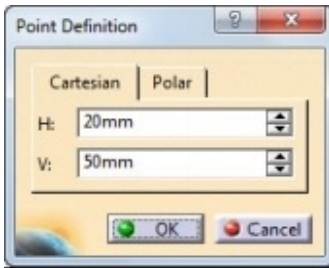 Point Definition
Cartesian Polar
H: 20mm
V: 50mm
OK Cancel